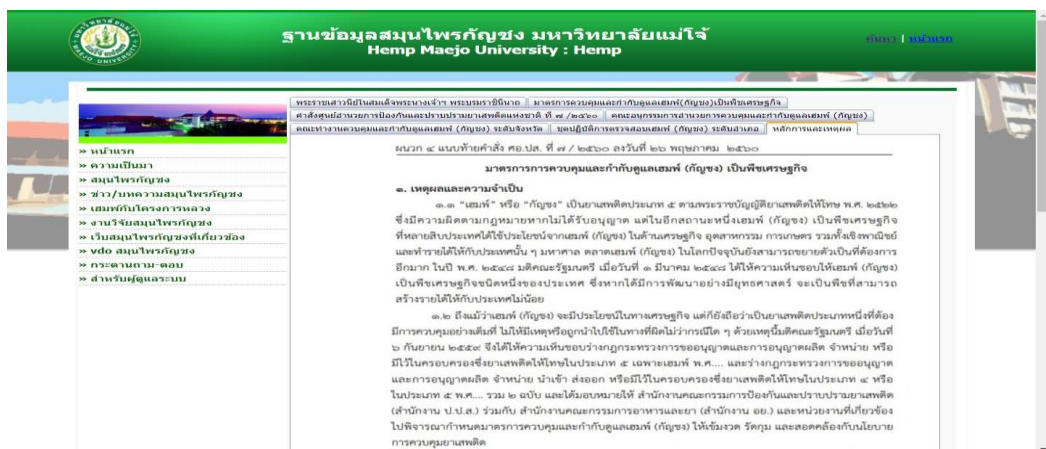 ฐานข้อมูลสมุนไพรกัญชง มหาวิทยาลัยแม่โจ้
Hemp Maejo University : Hemp
ค้นหา | หน้าแรก
พระราชเสาวนีย์ในสมเด็จพระนางเจ้าฯ พระบรมราชินีนาถ
มาตรการควบคุมและกำกับดูแลเฮมพ์(กัญชง)เป็นพืชเศรษฐกิจ
คำสั่งศูนย์อำนวยการป้องกันและปราบปรามยาเสพติดแห่งชาติ ที่ ๗ /๒๕๖๐
คณะอนุกรรมการอำนวยการควบคุมและกำกับดูแลเฮมพ์ (กัญชง)
คณะทำงานควบคุมและกำกับดูแลเฮมพ์ (กัญชง) ระดับจังหวัด
ชุดปฏิบัติการตรวจสอบเฮมพ์ (กัญชง) ระดับอำเภอ
หลักการและเหตุผล
» หน้าแรก
» ความเป็นมา
» สมุนไพรกัญชง
» ข่าว/บทความสมุนไพรกัญชง
» เฮมพ์กับโครงการหลวง
» งานวิจัยสมุนไพรกัญชง
» เว็บสมุนไพรกัญชงที่เกี่ยวข้อง
» vdo สมุนไพรกัญชง
» กระดานถาม-ตอบ
» สำหรับผู้ดูแลระบบ
ผนวก ๔ แนบท้ายคำสั่ง ศอ.ปส. ที่ ๗ / ๒๕๖๐ ลงวันที่ ๒๖ พฤษภาคม ๒๕๖๐
มาตรการการควบคุมและกำกับดูแลเฮมพ์ (กัญชง) เป็นพืชเศรษฐกิจ
๑. เหตุผลและความจำเป็น
๑.๑ “เฮมพ์” หรือ “กัญชง” เป็นยาเสพติดประเภท ๕ ตามพระราชบัญญัติยาเสพติดให้โทษ พ.ศ. ๒๕๒๒
ซึ่งมีความผิดตามกฎหมายหากไม่ได้รับอนุญาต แต่ในอีกสถานะหนึ่งเฮมพ์ (กัญชง) เป็นพืชเศรษฐกิจ
ที่หลายสิบประเทศได้ใช้ประโยชน์จากเฮมพ์ (กัญชง) ในด้านเศรษฐกิจ อุตสาหกรรม การเกษตร รวมทั้งเชิงพาณิชย์
และทำรายได้ให้กับประเทศนั้น ๆ มหาศาล ตลาดเฮมพ์ (กัญชง) ในโลกปัจจุบันยังสามารถขยายตัวเป็นที่ต้องการ
อีกมาก ในปี พ.ศ. ๒๕๔๘ มติคณะรัฐมนตรี เมื่อวันที่ ๑ มีนาคม ๒๕๔๘ ได้ให้ความเห็นชอบให้เฮมพ์ (กัญชง)
เป็นพืชเศรษฐกิจชนิดหนึ่งของประเทศ ซึ่งหากได้มีการพัฒนาอย่างมียุทธศาสตร์ จะเป็นพืชที่สามารถ
สร้างรายได้ให้กับประเทศไม่น้อย
๑.๒ ถึงแม้ว่าเฮมพ์ (กัญชง) จะมีประโยชน์ในทางเศรษฐกิจ แต่ก็ยังถือว่าเป็นยาเสพติดประเภทหนึ่งที่ต้อง
มีการควบคุมอย่างเต็มที่ ไม่ให้มีเหตุหรือถูกนำไปใช้ในทางที่ผิดไม่ว่ากรณีใด ๆ ด้วยเหตุนี้มติคณะรัฐมนตรี เมื่อวันที่
๖ กันยายน ๒๕๕๙ จึงได้ให้ความเห็นชอบร่างกฎกระทรวงการขออนุญาตและการอนุญาตผลิต จำหน่าย หรือ
มีไว้ในครอบครองซึ่งยาเสพติดให้โทษในประเภท ๕ เฉพาะเฮมพ์ พ.ศ.... และร่างกฎกระทรวงการขออนุญาต
และการอนุญาตผลิต จำหน่าย นำเข้า ส่งออก หรือมีไว้ในครอบครองซึ่งยาเสพติดให้โทษในประเภท ๔ หรือ
ในประเภท ๕ พ.ศ.... รวม ๒ ฉบับ และได้มอบหมายให้ สำนักงานคณะกรรมการป้องกันและปราบปรามยาเสพติด
(สำนักงาน ป.ป.ส.) ร่วมกับ สำนักงานคณะกรรมการอาหารและยา (สำนักงาน อย.) และหน่วยงานที่เกี่ยวข้อง
ไปพิจารณากำหนดมาตรการควบคุมและกำกับดูแลเฮมพ์ (กัญชง) ให้เข้มงวด รัดกุม และสอดคล้องกับนโยบาย
การควบคุมยาเสพติด